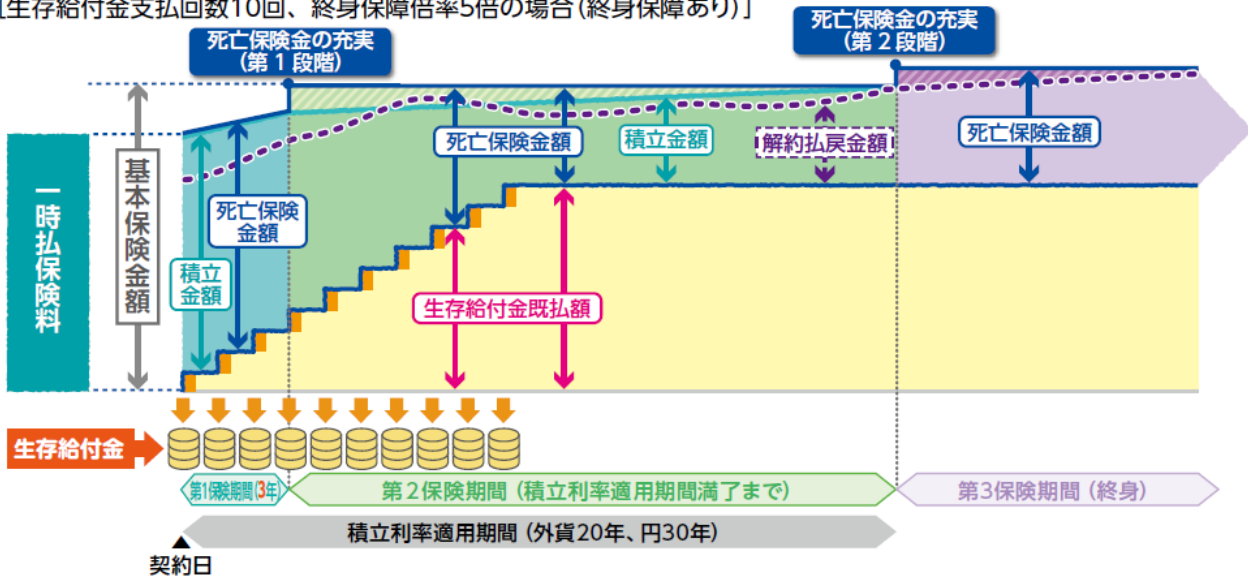 [生存給付金支払回数10回、終身保障倍率5倍の場合(終身保障あり)]
死亡保険金の充実
(第1段階)
死亡保険金の充実
(第2段階)
一時払保険料
基本保険金額
積立
金額
死亡保険
金額
死亡保険金額
積立金額
解約払戻金額
死亡保険金額
生存給付金既払額
生存給付金
第1保険期間(3年)
第2保険期間(積立利率適用期間満了まで)
第3保険期間(終身)
積立利率適用期間(外貨20年、円30年)
▲
契約日